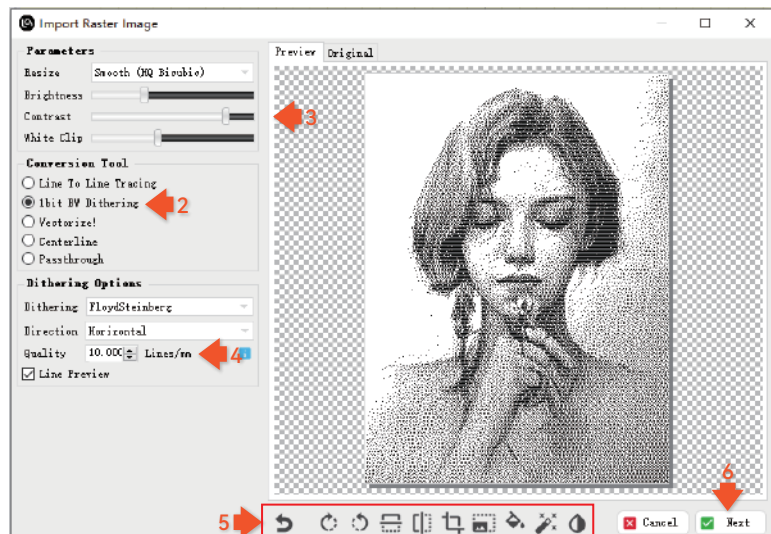 Import Raster Image
Parameters
Resize Smooth (HQ Bicubic)
Brightness
Contrast
White Clip
3
Conversion Tool
Line To Line Tracing
1bit BW Dithering
2
Vectorize!
Centerline
Passthrough
Dithering Options
Dithering FloydSteinberg
Direction Horizontal
Quality 10.000 Lines/mm
4
Line Preview
Preview Original
5
6
Cancel Next